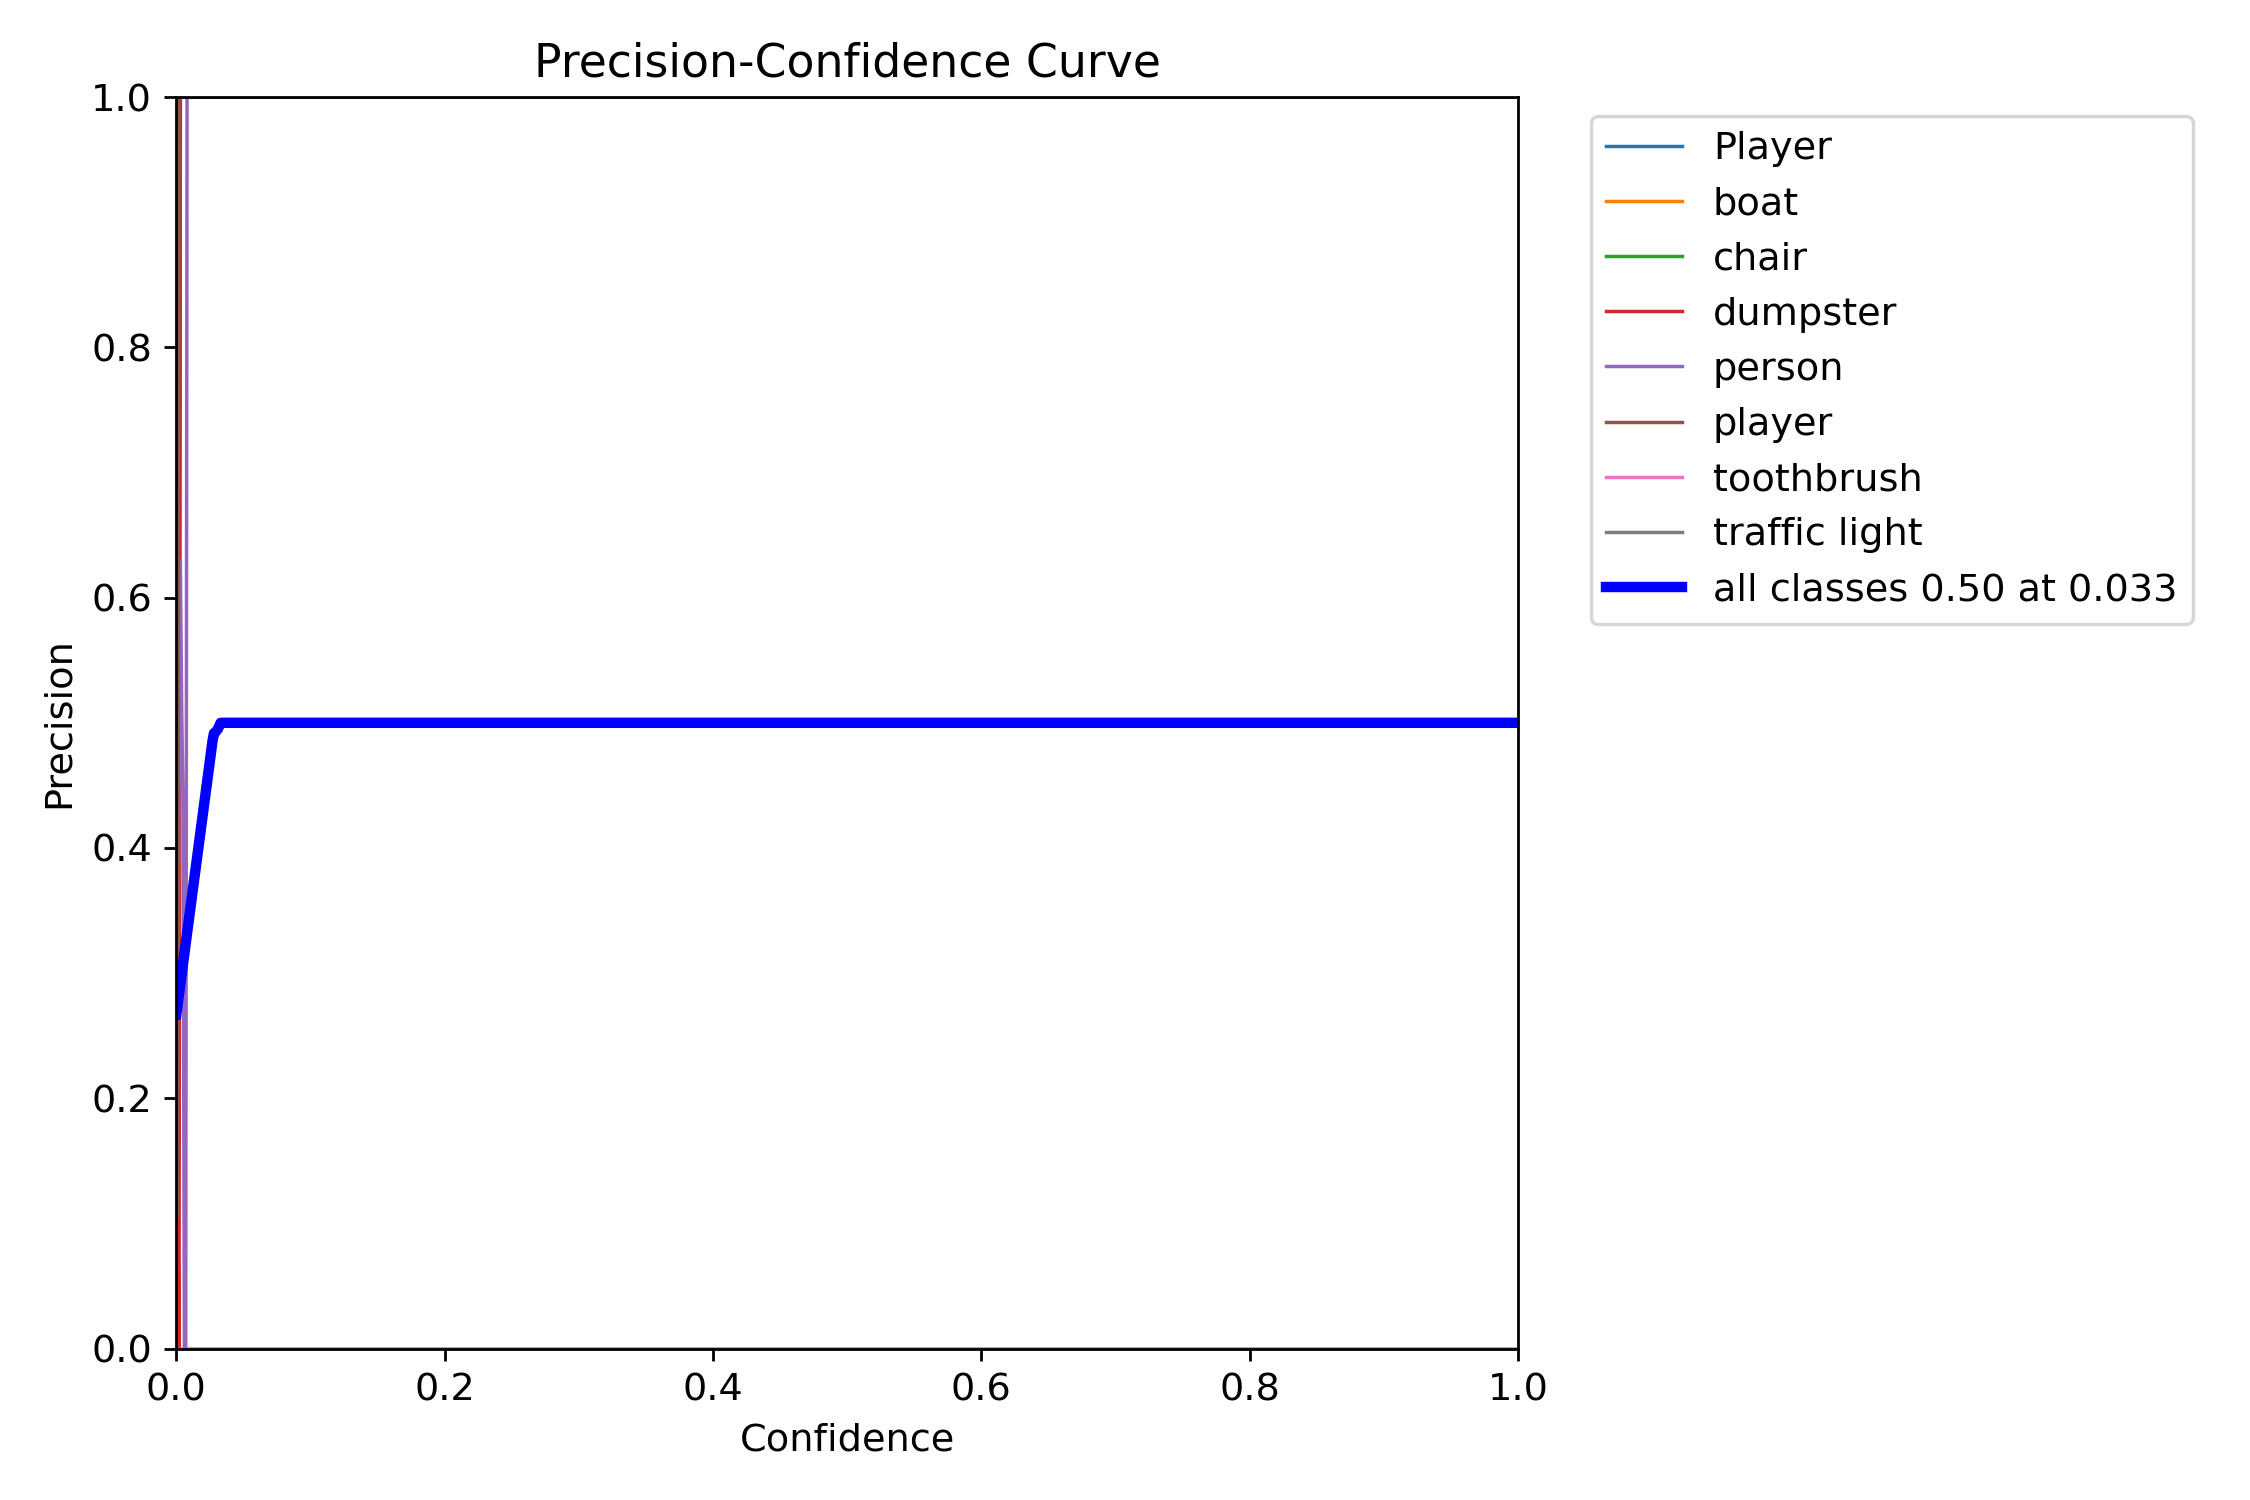 Precision-Confidence Curve
1.0
0.8
0.6
0.4
0.2
0.0
Precision
0.0 0.2 0.4 0.6 0.8 1.0
Confidence
Player
boat
chair
dumpster
person
player
toothbrush
traffic light
all classes 0.50 at 0.033